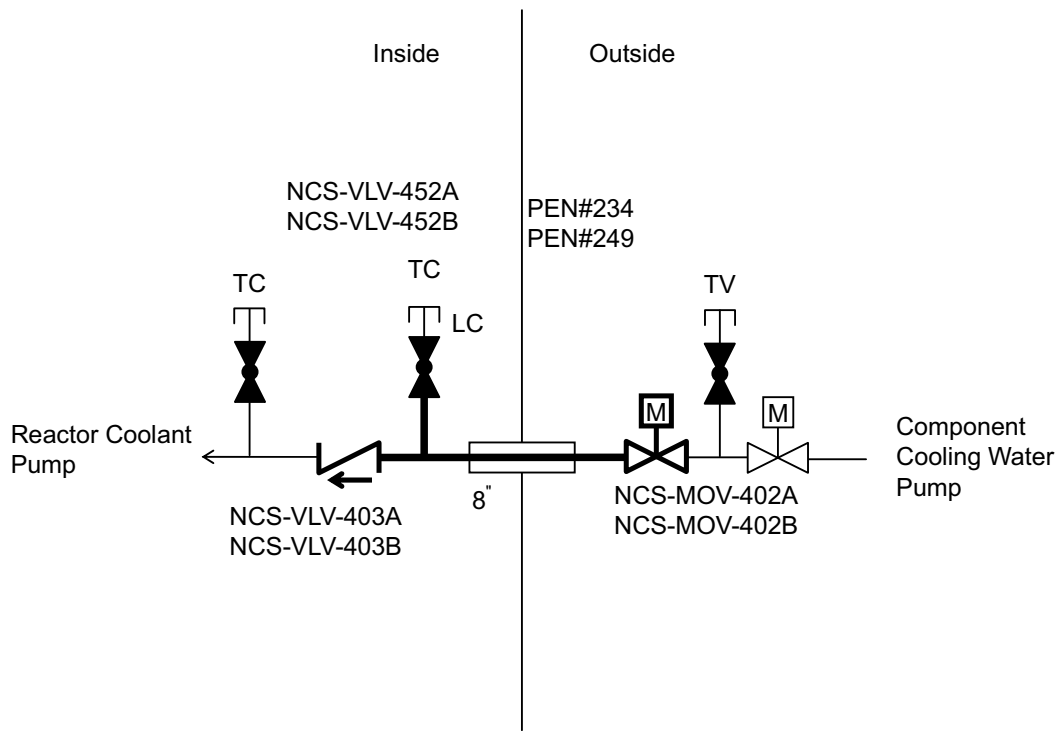 Inside
Outside
NCS-VLV-452A
NCS-VLV-452B
PEN#234
PEN#249
TC
TC
TV
LC
M
M
Reactor Coolant
Pump
Component
Cooling Water
Pump
8"
NCS-MOV-402A
NCS-MOV-402B
NCS-VLV-403A
NCS-VLV-403B